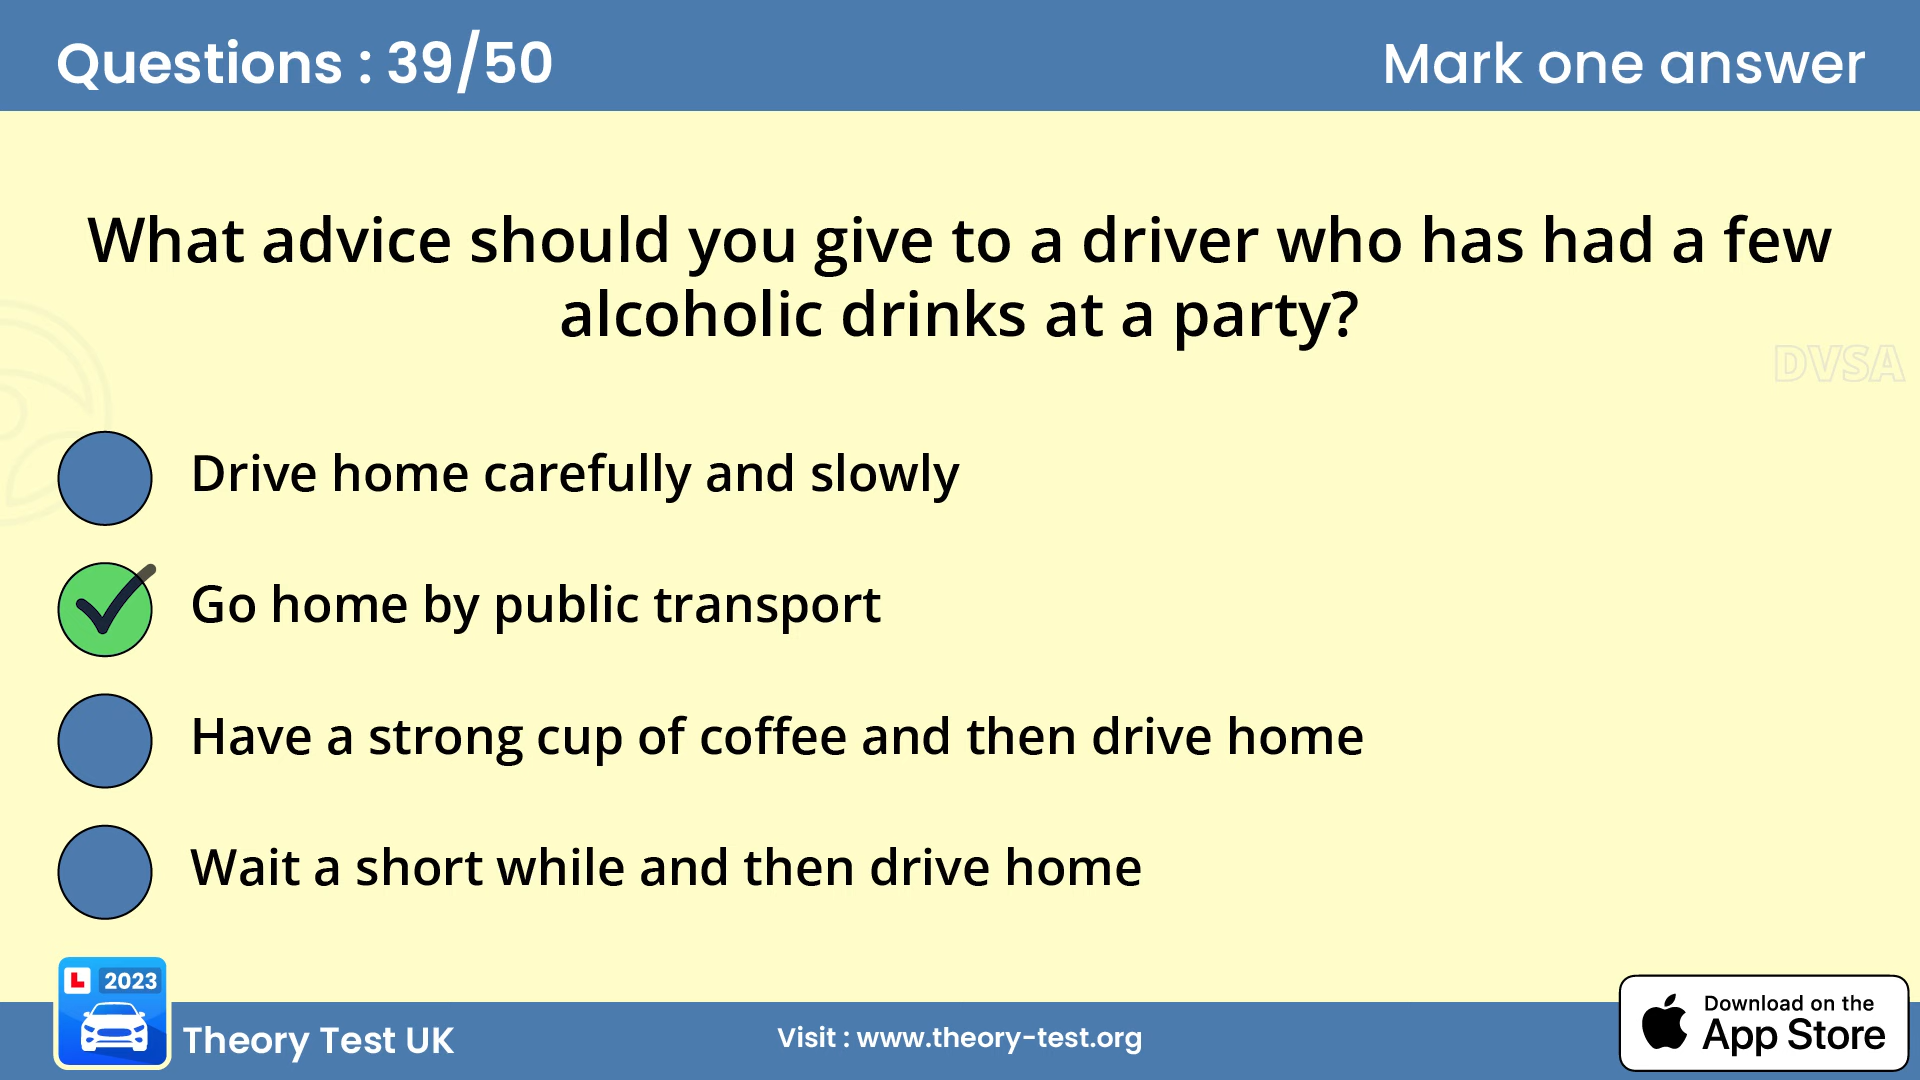 Questions : 39/50
Mark one answer
What advice should you give to a driver who has had a few
alcoholic drinks at a party?
DVSA
Drive home carefully and slowly
Go home by public transport
Have a strong cup of coffee and then drive home
Wait a short while and then drive home
L 2023
Theory Test UK
Visit : www.theory-test.org
Download on the
App Store